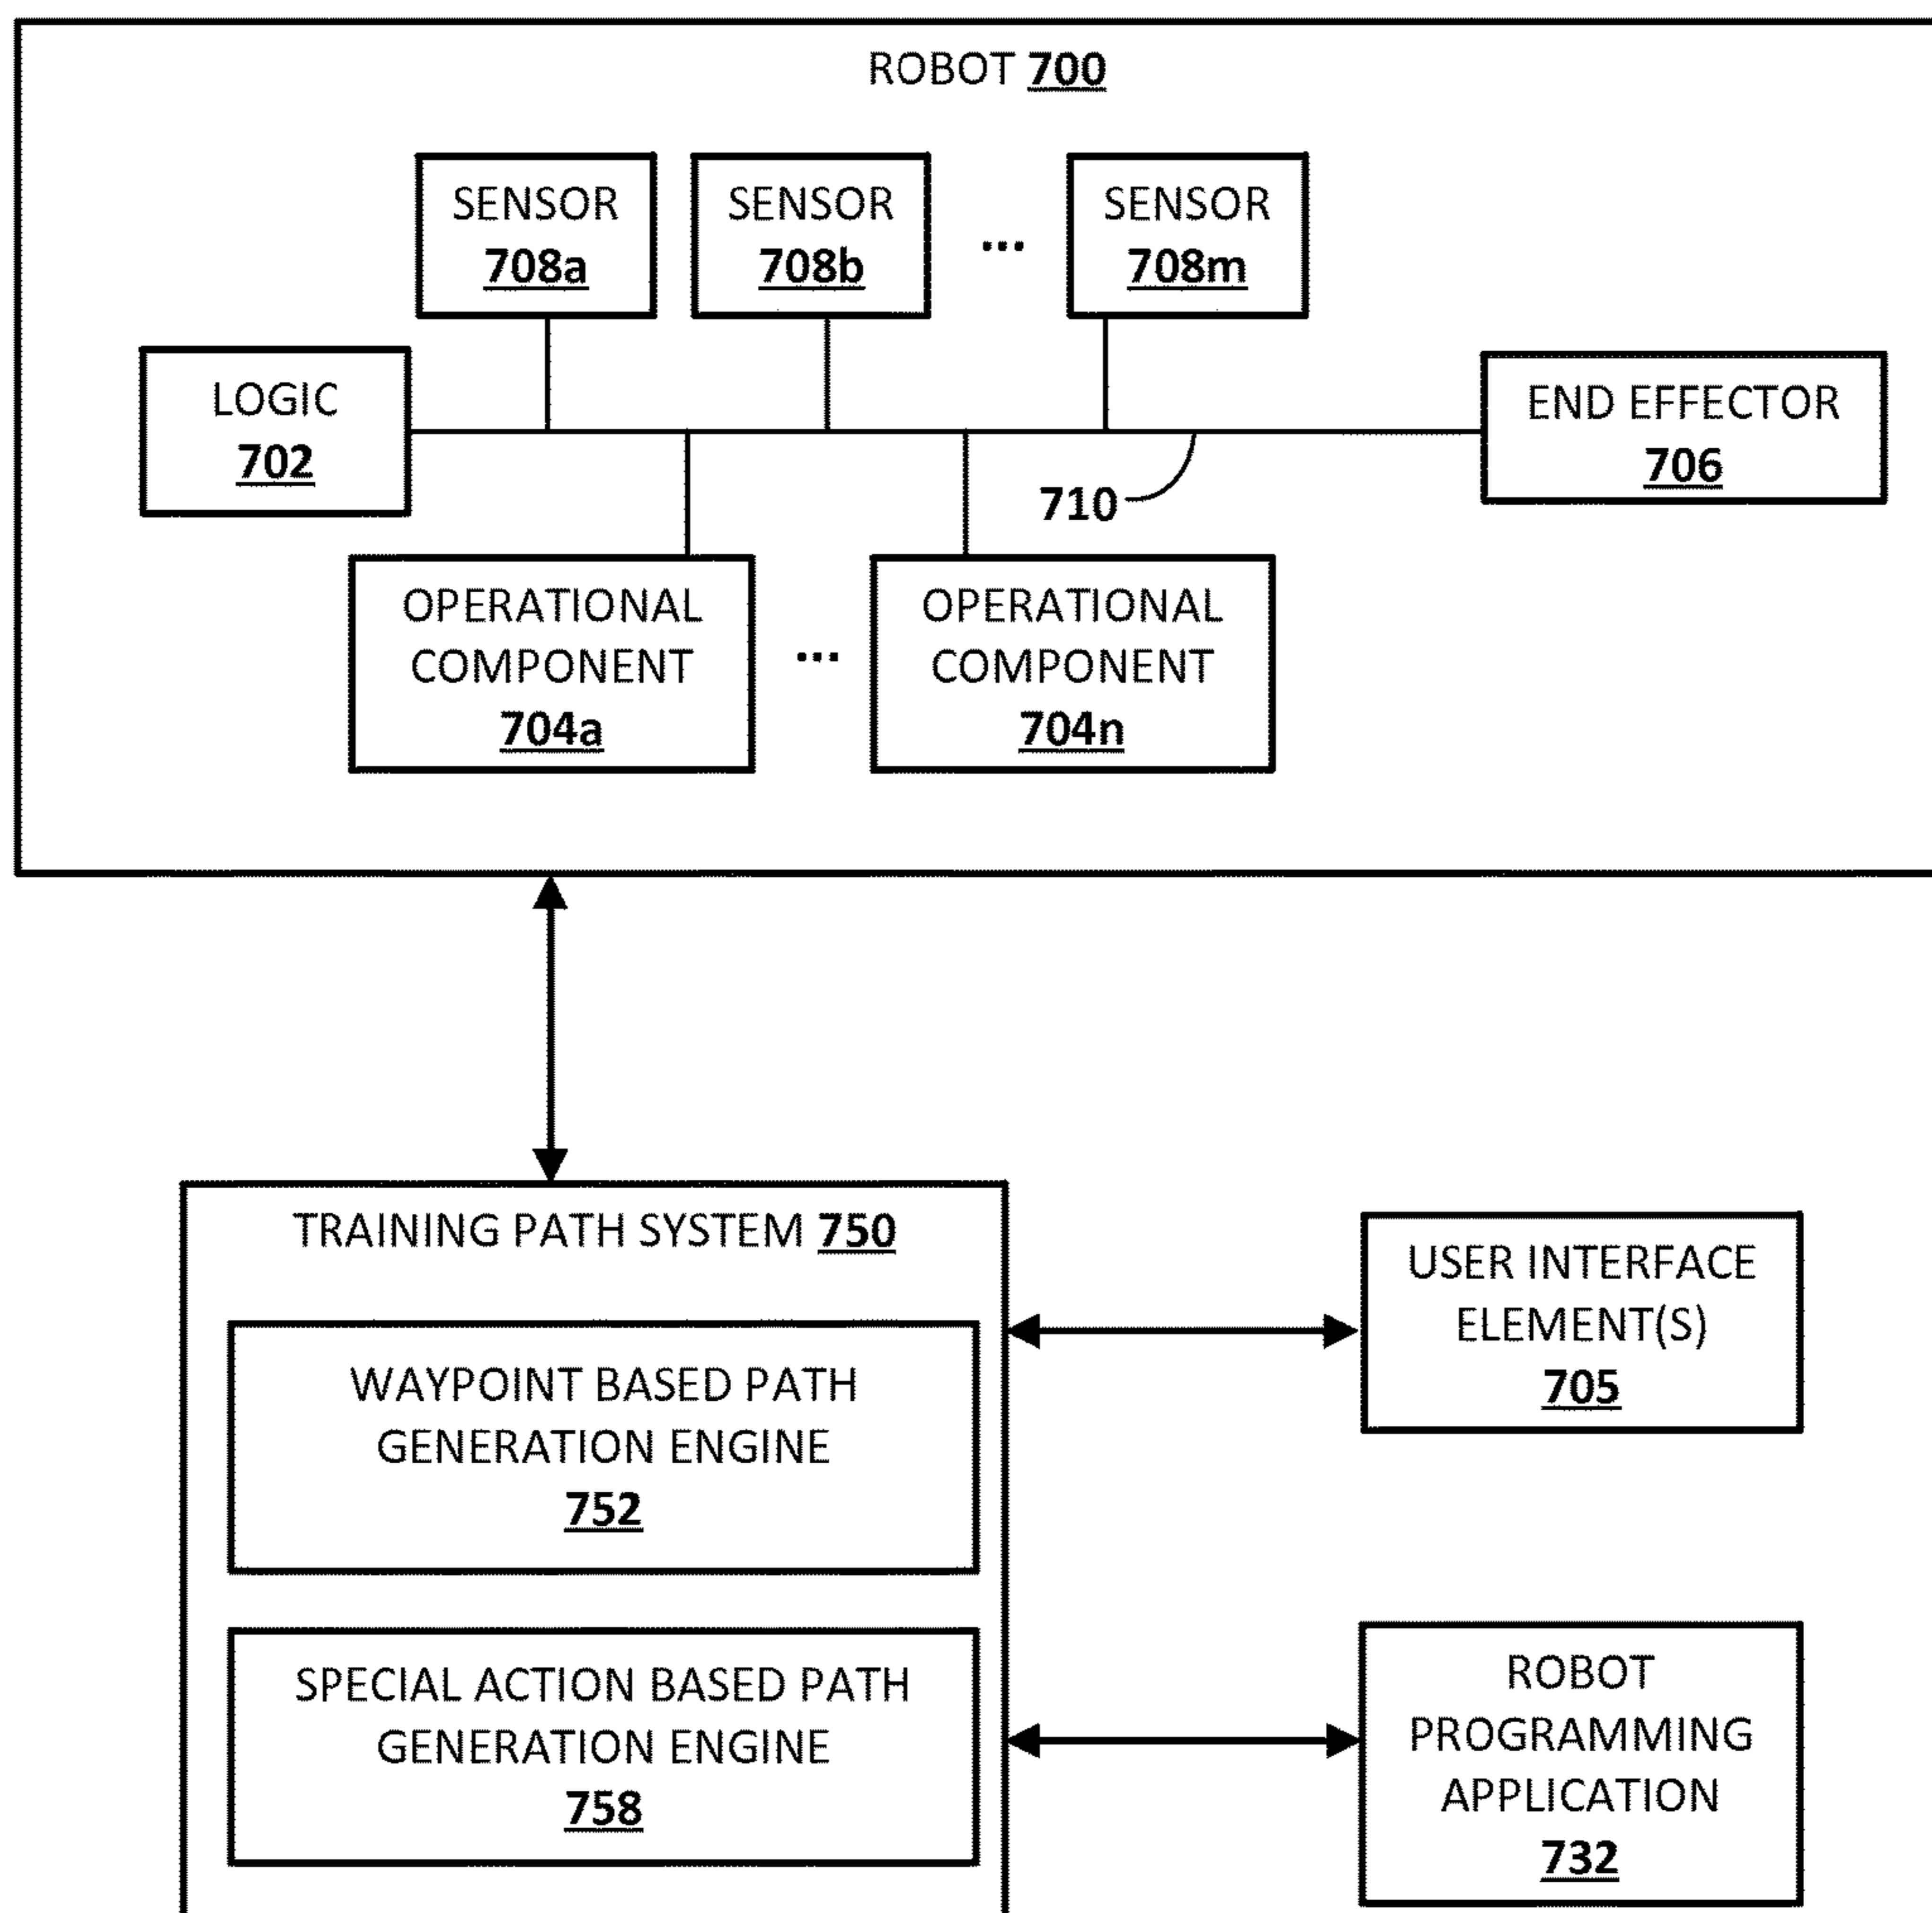 ROBOT 700
SENSOR
708a
SENSOR
708b
...
SENSOR
708m
LOGIC
702
END EFFECTOR
706
710
OPERATIONAL
COMPONENT
704a
...
OPERATIONAL
COMPONENT
704n
TRAINING PATH SYSTEM 750
WAYPOINT BASED PATH
GENERATION ENGINE
752
SPECIAL ACTION BASED PATH
GENERATION ENGINE
758
USER INTERFACE
ELEMENT(S)
705
ROBOT
PROGRAMMING
APPLICATION
732